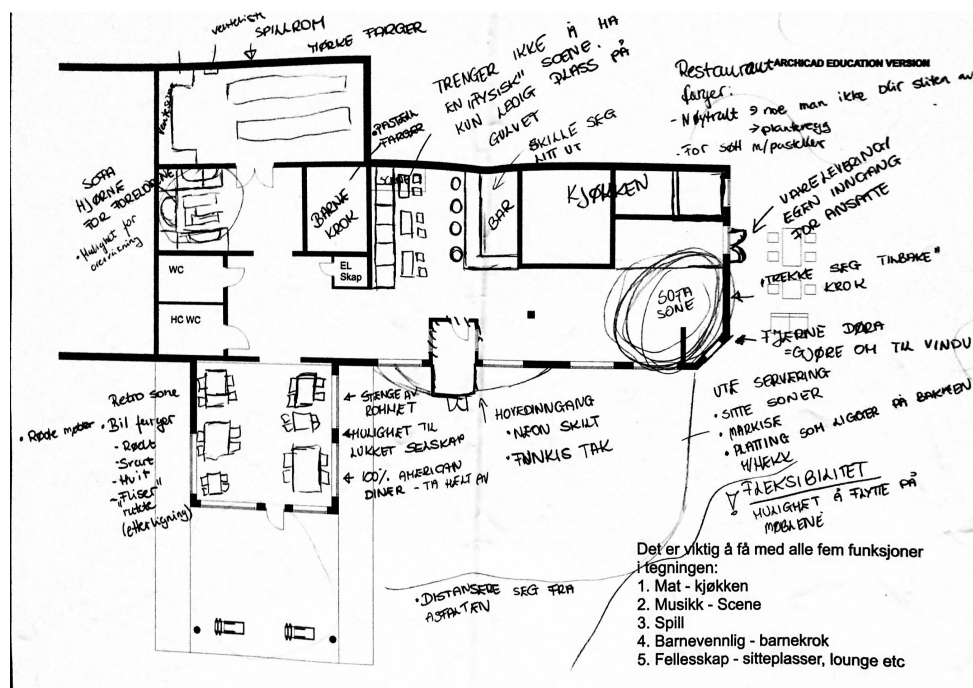 SPILLROM
MØRKE FARGER
TRENGER IKKE Å HA
EN "FYSISK" SCENE.
KUN LEDIG PLASS PÅ
GULVET
SKILLE SEG
LITT UT
• PASTELL
FARGER
Restaurant
farger:
ARCHICAD EDUCATION VERSION
- Nøytralt → noe man ikke blir sliten av
→ planteregg
- For søtt m/pasteller
SOFA
HJØRNE
FOR FORELDRENE
• Mulighet for
overvåkning
BARNE
KROK
BAR
KJØKKEN
VARELEVERING/
EGEN INNGANG
FOR ANSATTE
EL
Skap
WC
HC WC
SOFA
SONE
"TREKKE SEG TILBAKE"
KROK
FJERNE DØRA
= GJØRE OM TIL VINDU
Retro sone
• Røde møbler
• Bil farger
- Rødt
- Svart
- Hvit
- "Fliser"
rutete
(etterligning)
STENGE AV
ROMMET
MULIGHET TIL
LUKKET SELSKAP
100% AMERICAN
DINER - TA HELT AV
HOVEDINNGANG
• NEON SKILT
• FUNKIS TAK
UTE SERVERING
• SITTE SONER
• MARKISE
• PLATTING SOM LIGGER PÅ BAKKEN
M/HEKK
! FLEKSIBILITET
MULIGHET Å FLYTTE PÅ
MØBLENE
• DISTANSERE SEG FRA
ASFALTEN
Det er viktig å få med alle fem funksjoner
i tegningen:
1. Mat - kjøkken
2. Musikk - Scene
3. Spill
4. Barnevennlig - barnekrok
5. Fellesskap - sitteplasser, lounge etc